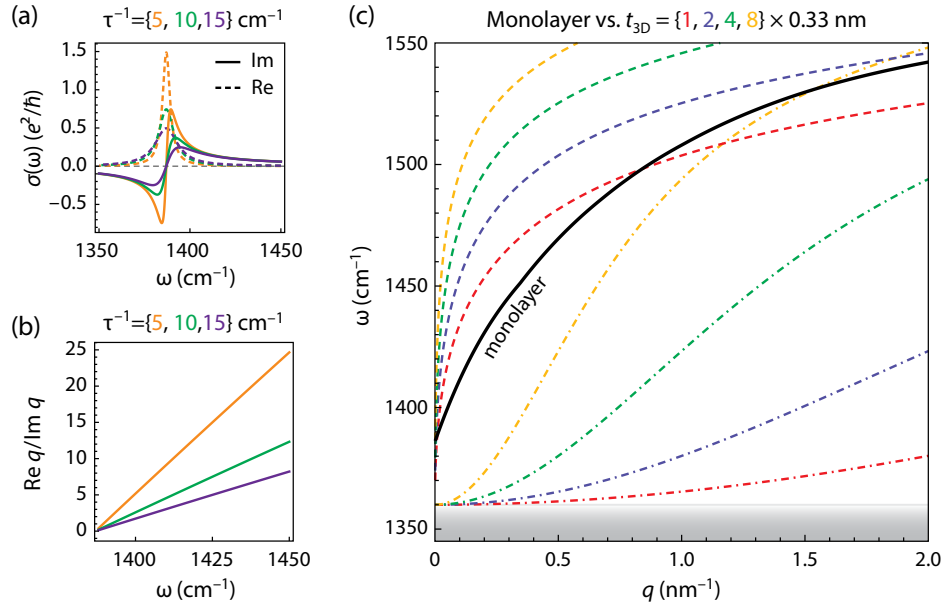 (a)
τ⁻¹={5, 10,15} cm⁻¹
σ(ω) (e²/ℏ)
1.5
1.0
0.5
0.0
−0.5
Im
Re
1350
1400
1450
ω (cm⁻¹)
(b)
τ⁻¹={5, 10,15} cm⁻¹
Re q/Im q
25
20
15
10
5
0
1400
1425
1450
ω (cm⁻¹)
(c)
Monolayer vs. t₃D = {1, 2, 4, 8} × 0.33 nm
ω (cm⁻¹)
1550
1500
1450
1400
1350
monolayer
0
0.5
1.0
1.5
2.0
q (nm⁻¹)